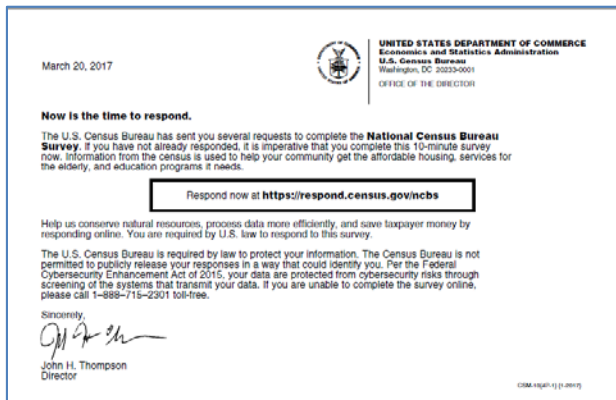 UNITED STATES DEPARTMENT OF COMMERCE
Economics and Statistics Administration
U.S. Census Bureau
Washington, DC 20233-0001
OFFICE OF THE DIRECTOR
March 20, 2017
Now is the time to respond.
The U.S. Census Bureau has sent you several requests to complete the National Census Bureau
Survey. If you have not already responded, it is imperative that you complete this 10-minute survey
now. Information from the census is used to help your community get the affordable housing, services for
the elderly, and education programs it needs.
Respond now at https://respond.census.gov/ncbs
Help us conserve natural resources, process data more efficiently, and save taxpayer money by
responding online. You are required by U.S. law to respond to this survey.
The U.S. Census Bureau is required by law to protect your information. The Census Bureau is not
permitted to publicly release your responses in a way that could identify you. Per the Federal
Cybersecurity Enhancement Act of 2015, your data are protected from cybersecurity risks through
screening of the systems that transmit your data. If you are unable to complete the survey online,
please call 1–888–715–2301 toll-free.
Sincerely,
John H. Thompson
Director